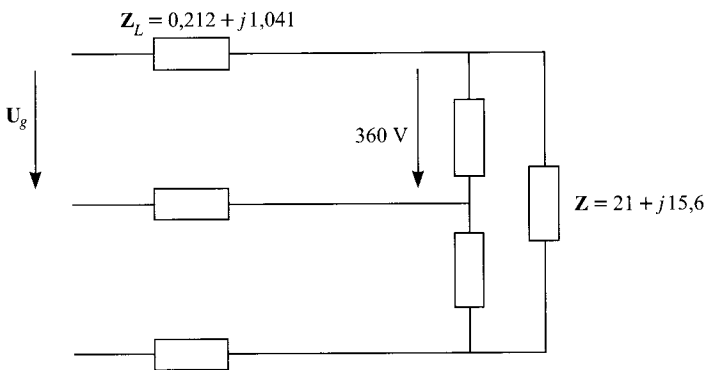 Z_L = 0,212 + j1,041
U_g
360 V
Z = 21 + j15,6